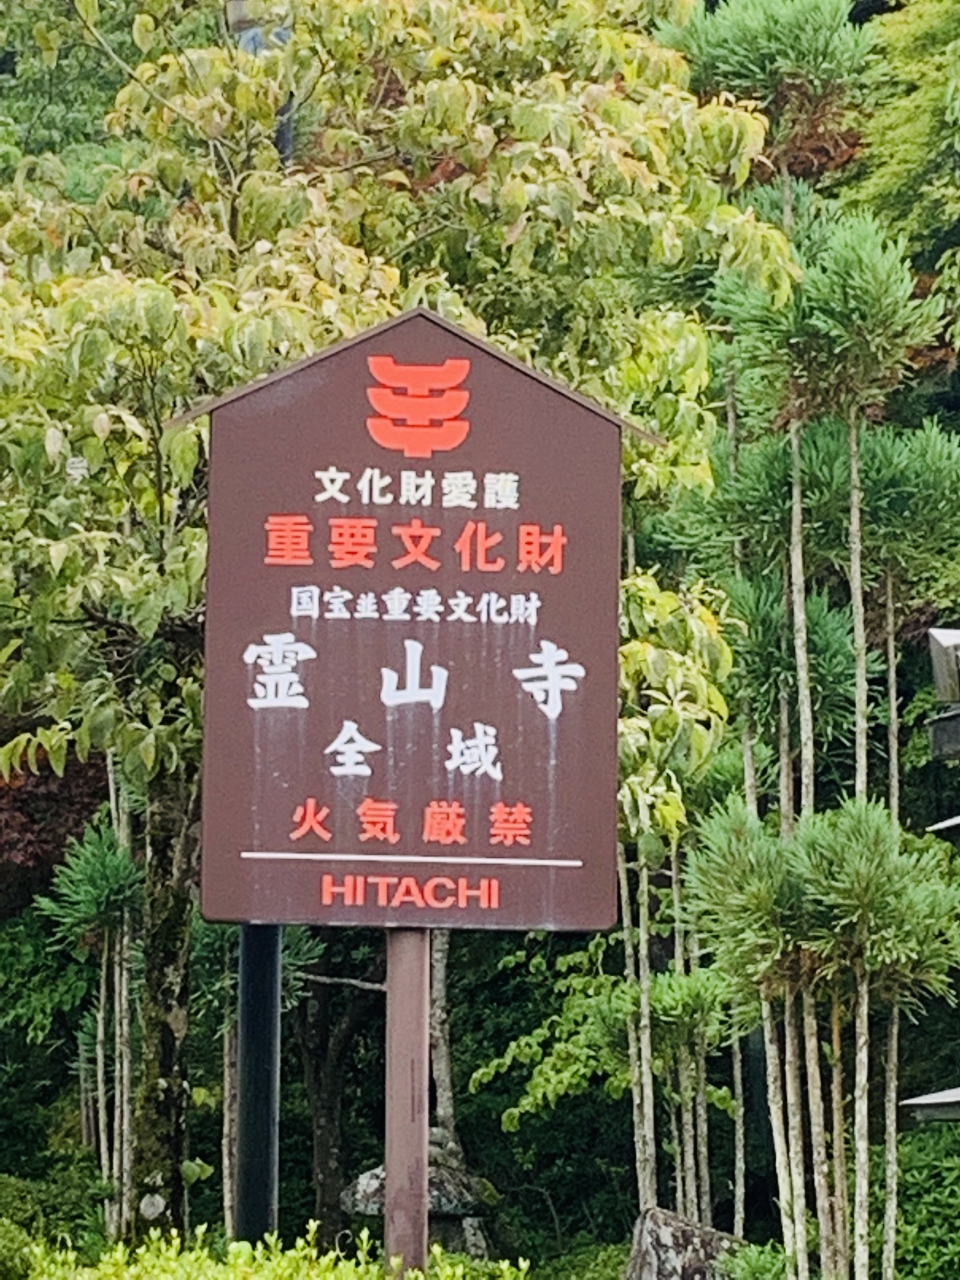 文化財愛護
重要文化財
国宝並重要文化財
霊山寺
全域
火気厳禁
HITACHI